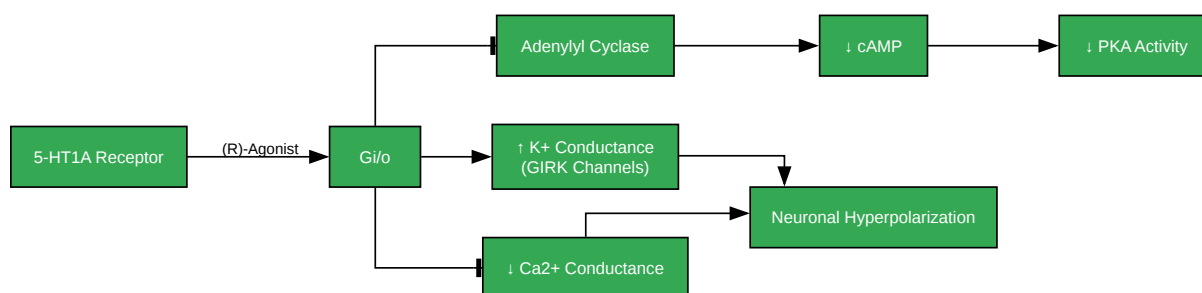 Adenylyl Cyclase
↓ cAMP
↓ PKA Activity
5-HT1A Receptor
(R)-Agonist
Gi/o
↑ K+ Conductance
(GIRK Channels)
Neuronal Hyperpolarization
↓ Ca2+ Conductance